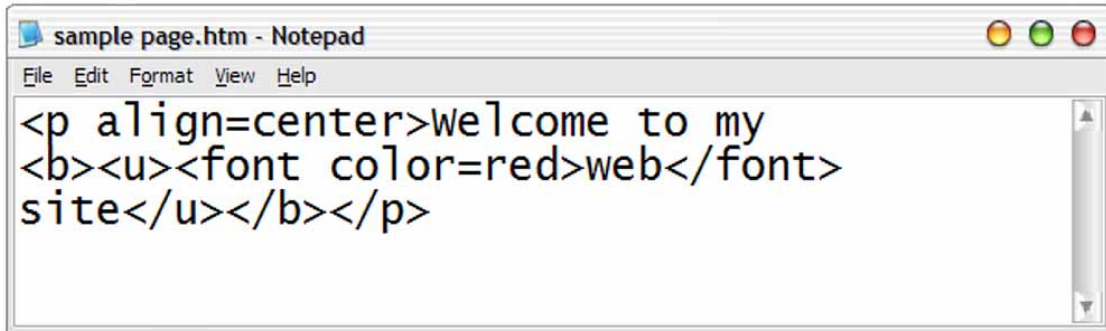 sample page.htm - Notepad
File Edit Format View Help
<p align=center>Welcome to my
<b><u><font color=red>web</font>
site</u></b></p>